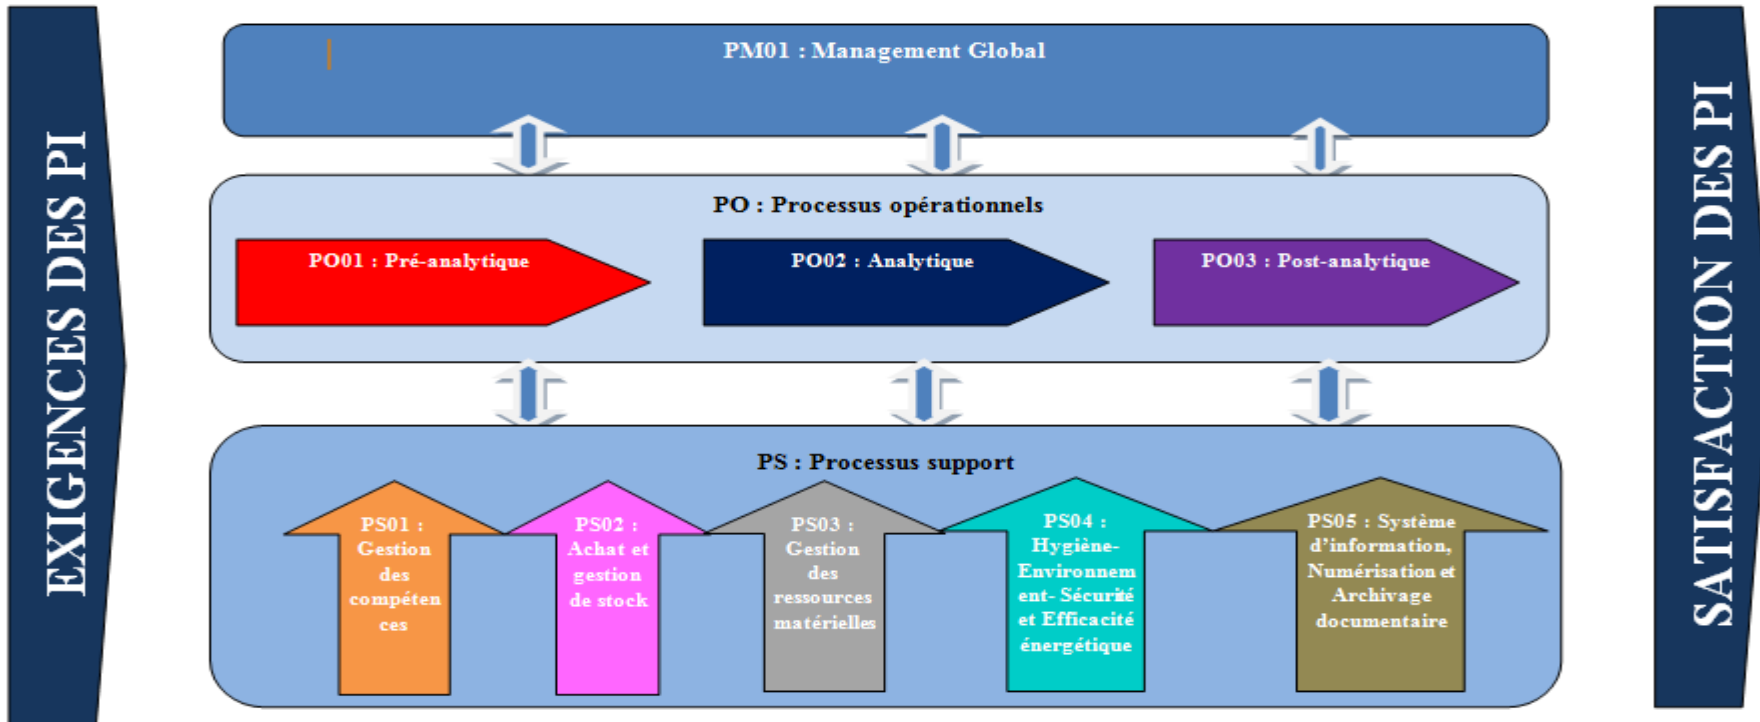 EXIGENCES DES PI
PM01 : Management Global
PO : Processus opérationnels
PO01 : Pré-analytique
PO02 : Analytique
PO03 : Post-analytique
PS : Processus support
PS01 :
Gestion
des
compéten
ces
PS02 :
Achat et
gestion
de stock
PS03 :
Gestion
des
ressources
matérielles
PS04 :
Hygiène-
Environnem
ent- Sécurité
et Efficacité
énergétique
PS05 : Système
d’information,
Numérisation et
Archivage
documentaire
SATISFACTION DES PI